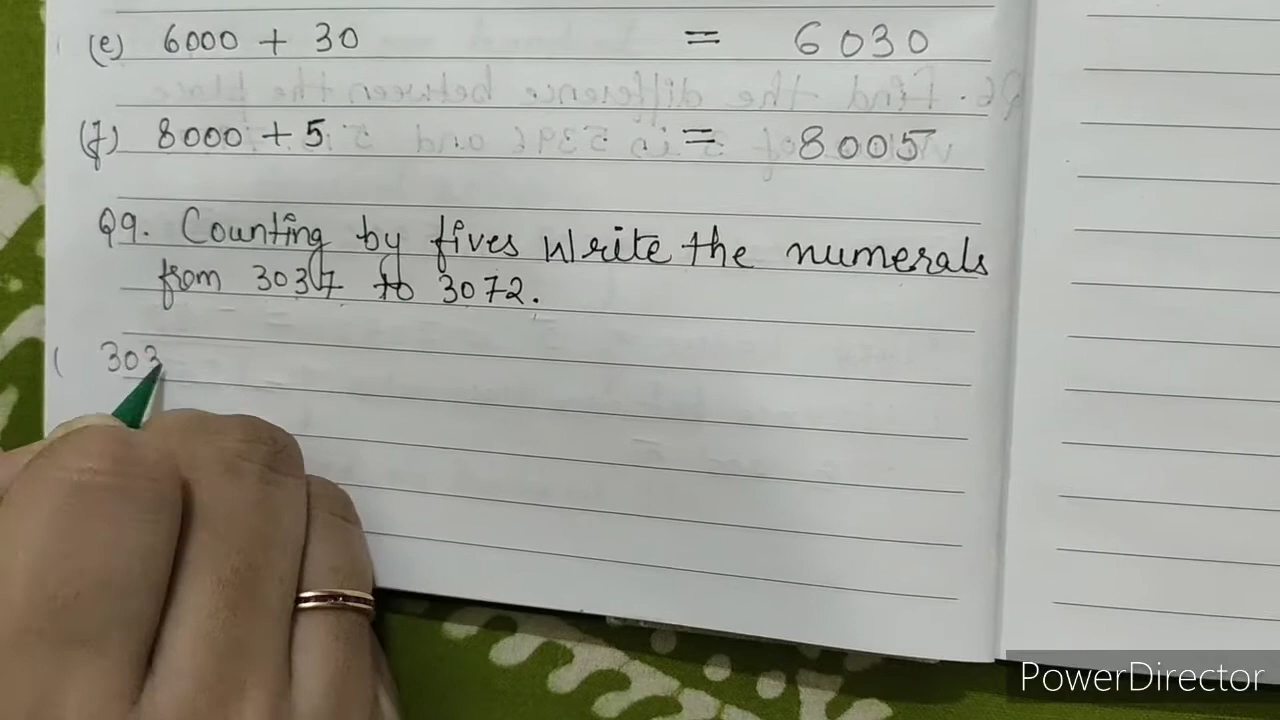 (e) 6000 + 30 = 6030
(f) 8000 + 5 = 8005
Q9. Counting by fives Write the numerals
from 3037 to 3072.
( 303
PowerDirector